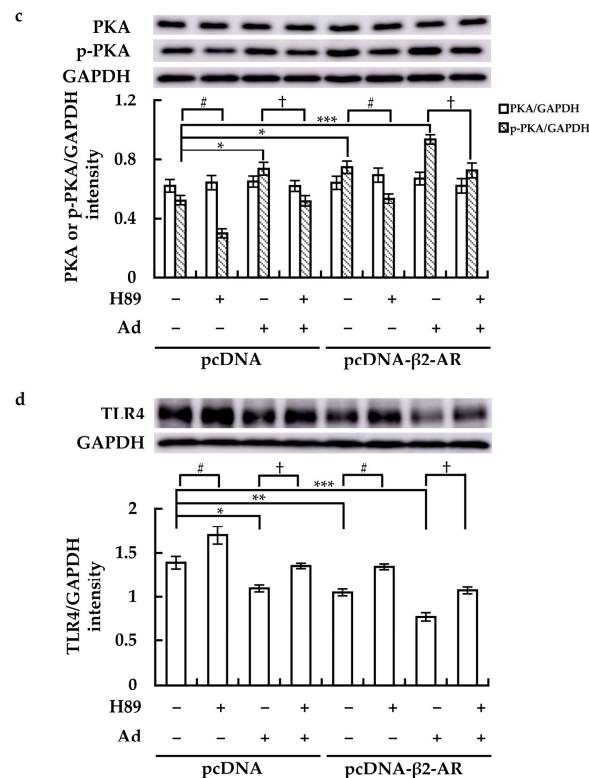 c
PKA
p-PKA
GAPDH
PKA or p-PKA/GAPDH
intensity
1.2
0.8
0.4
0
# † # †
***
*
*
PKA/GAPDH
p-PKA/GAPDH
H89 – + – + – + – +
Ad – – + + – – + +
pcDNA pcDNA-β2-AR
d
TLR4
GAPDH
TLR4/GAPDH
intensity
2
1.5
1
0.5
0
# † # †
***
**
*
H89 – + – + – + – +
Ad – – + + – – + +
pcDNA pcDNA-β2-AR